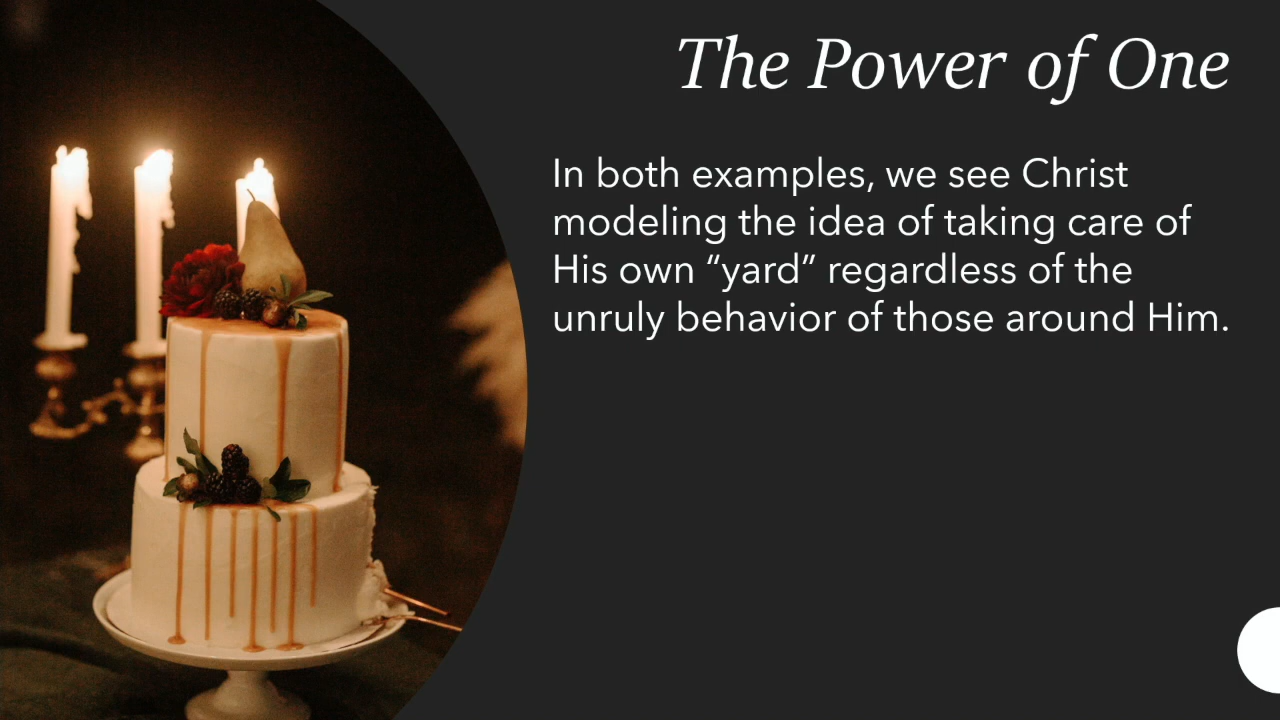 The Power of One
In both examples, we see Christ
modeling the idea of taking care of
His own “yard” regardless of the
unruly behavior of those around Him.